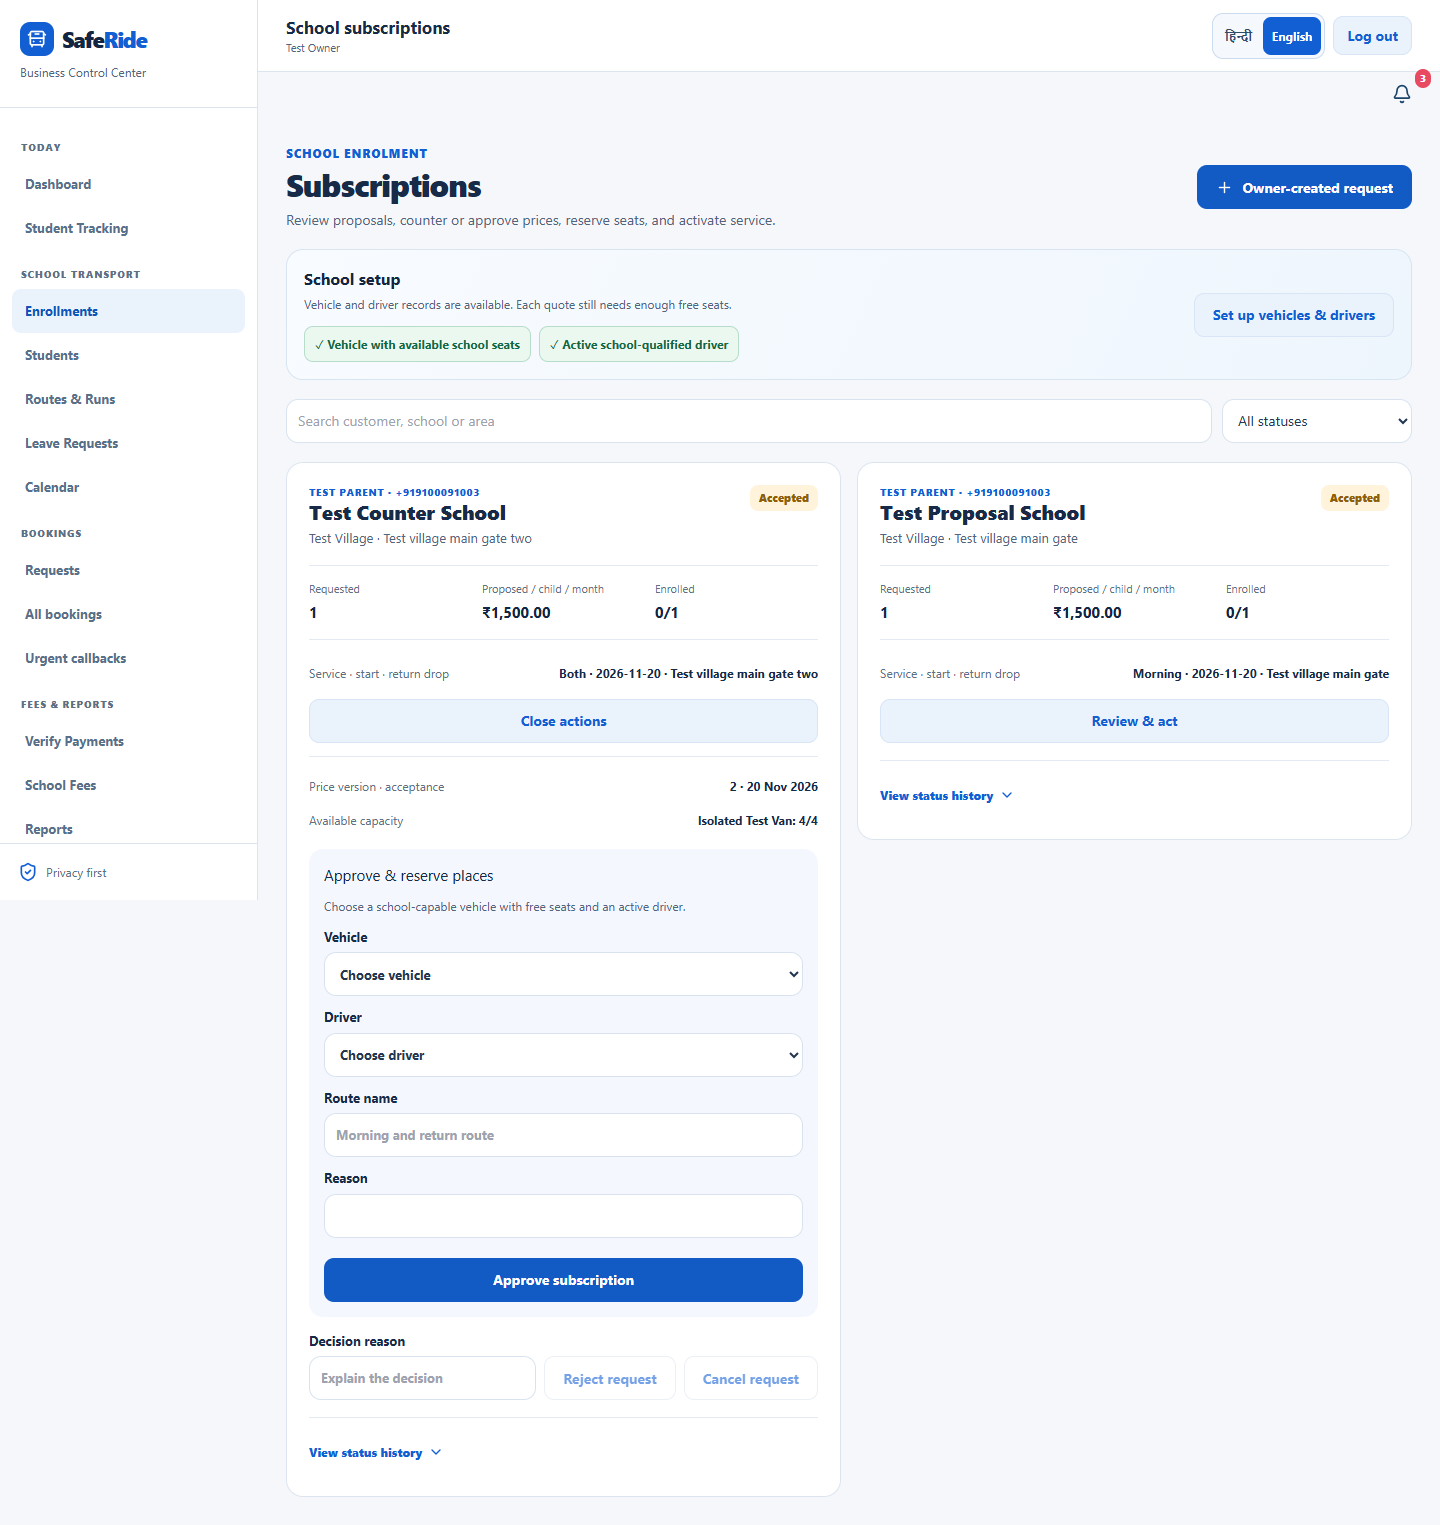 SafeRide
Business Control Center
TODAY
Dashboard
Student Tracking
SCHOOL TRANSPORT
Enrollments
Students
Routes & Runs
Leave Requests
Calendar
BOOKINGS
Requests
All bookings
Urgent callbacks
FEES & REPORTS
Verify Payments
School Fees
Reports
Privacy first
School subscriptions
Test Owner
हिन्दी English Log out
3
SCHOOL ENROLMENT
Subscriptions
Review proposals, counter or approve prices, reserve seats, and activate service.
+ Owner-created request
School setup
Vehicle and driver records are available. Each quote still needs enough free seats.
✓ Vehicle with available school seats ✓ Active school-qualified driver
Set up vehicles & drivers
Search customer, school or area
All statuses
TEST PARENT · +919100091003
Accepted
Test Counter School
Test Village · Test village main gate two
Requested Proposed / child / month Enrolled
1 ₹1,500.00 0/1
Service · start · return drop Both · 2026-11-20 · Test village main gate two
Close actions
Price version · acceptance 2 · 20 Nov 2026
Available capacity Isolated Test Van: 4/4
Approve & reserve places
Choose a school-capable vehicle with free seats and an active driver.
Vehicle
Choose vehicle
Driver
Choose driver
Route name
Morning and return route
Reason
Approve subscription
Decision reason
Explain the decision Reject request Cancel request
View status history
TEST PARENT · +919100091003
Accepted
Test Proposal School
Test Village · Test village main gate
Requested Proposed / child / month Enrolled
1 ₹1,500.00 0/1
Service · start · return drop Morning · 2026-11-20 · Test village main gate
Review & act
View status history